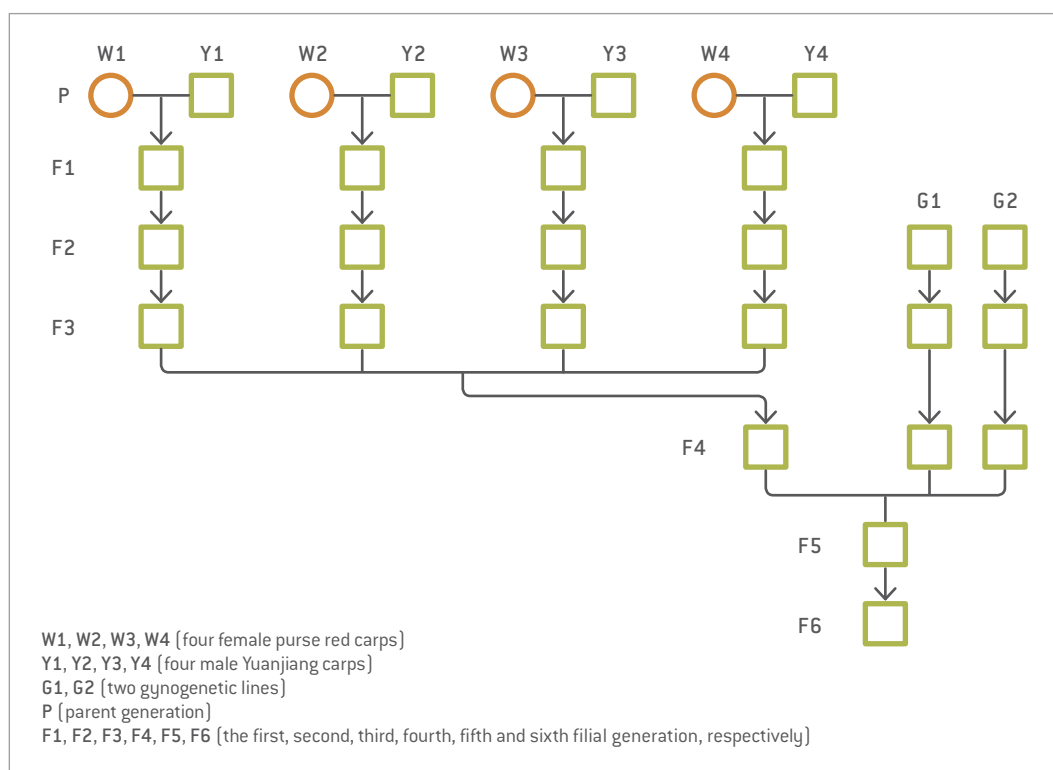 W1 Y1 W2 Y2 W3 Y3 W4 Y4
P
F1
G1 G2
F2
F3
F4
F5
F6
W1, W2, W3, W4 (four female purse red carps)
Y1, Y2, Y3, Y4 (four male Yuanjiang carps)
G1, G2 (two gynogenetic lines)
P (parent generation)
F1, F2, F3, F4, F5, F6 (the first, second, third, fourth, fifth and sixth filial generation, respectively)